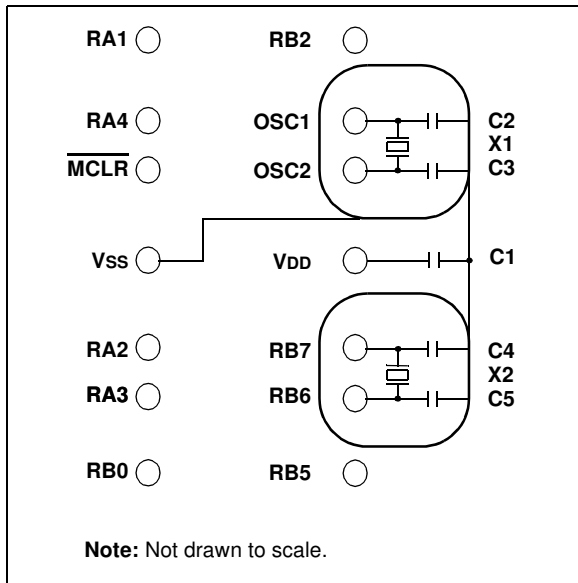 RA1 RB2
RA4 OSC1 C2
X1
MCLR OSC2 C3
VSS VDD C1
RA2 RB7 C4
X2
RA3 RB6 C5
RB0 RB5
Note: Not drawn to scale.